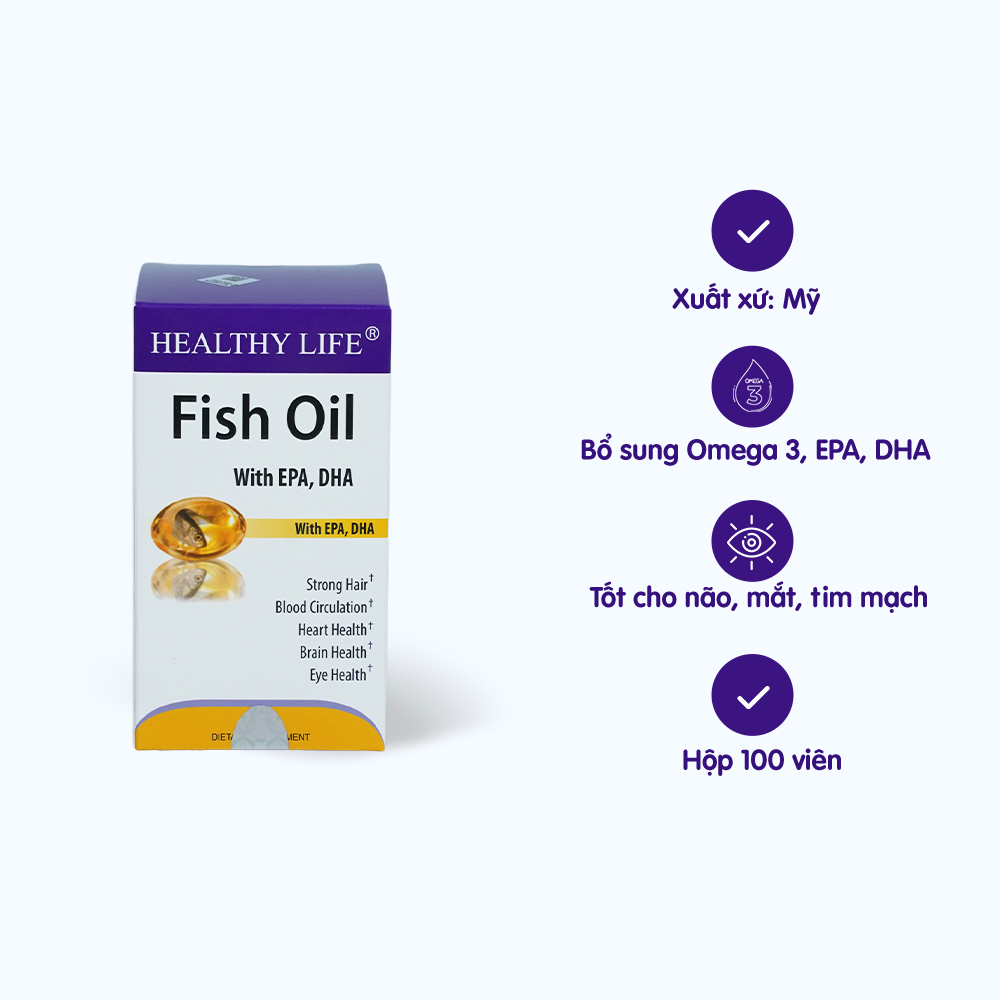 HEALTHY LIFE®
Fish Oil
With EPA, DHA
With EPA, DHA
Strong Hair†
Blood Circulation†
Heart Health†
Brain Health†
Eye Health†
Xuất xứ: Mỹ
OMEGA
3
Bổ sung Omega 3, EPA, DHA
Tốt cho não, mắt, tim mạch
Hộp 100 viên